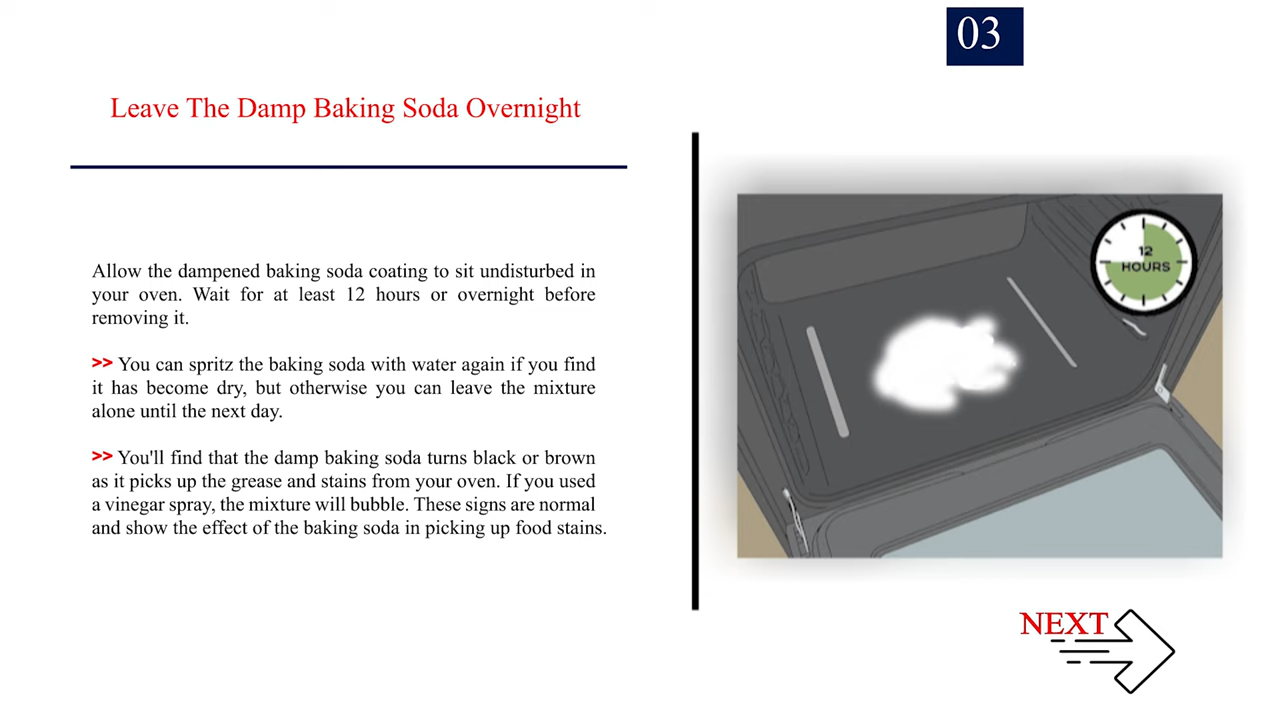 03
Leave The Damp Baking Soda Overnight
Allow the dampened baking soda coating to sit undisturbed in
your oven. Wait for at least 12 hours or overnight before
removing it.
>> You can spritz the baking soda with water again if you find
it has become dry, but otherwise you can leave the mixture
alone until the next day.
>> You'll find that the damp baking soda turns black or brown
as it picks up the grease and stains from your oven. If you used
a vinegar spray, the mixture will bubble. These signs are normal
and show the effect of the baking soda in picking up food stains.
12
HOURS
NEXT